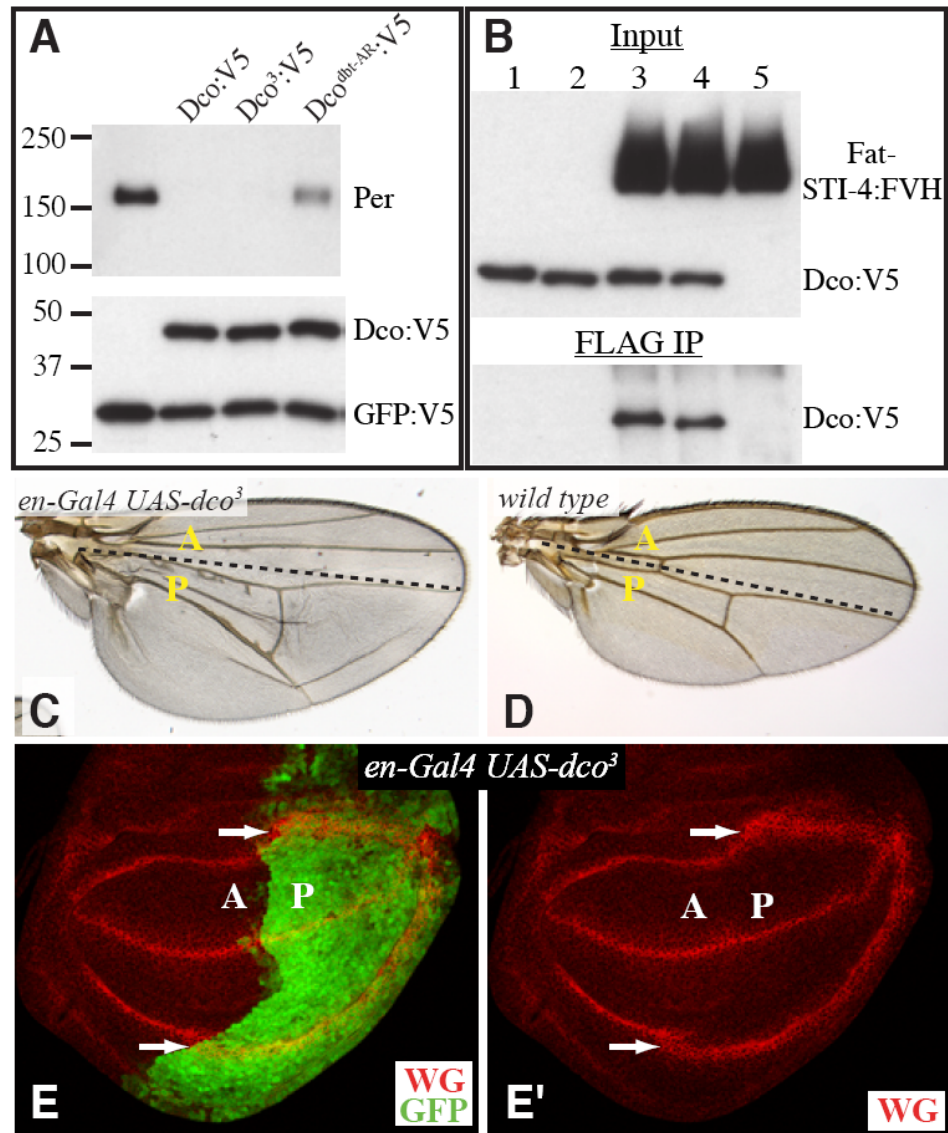 A
Dco:V5
Dco³:V5
Dco^dbt-AR:V5
250
150
100
Per
50
37
25
Dco:V5
GFP:V5
B
Input
1 2 3 4 5
Fat-
STI-4:FVH
Dco:V5
FLAG IP
Dco:V5
en-Gal4 UAS-dco³
A
P
C
wild type
A
P
D
en-Gal4 UAS-dco³
A P
E
WG
GFP
A P
E'
WG